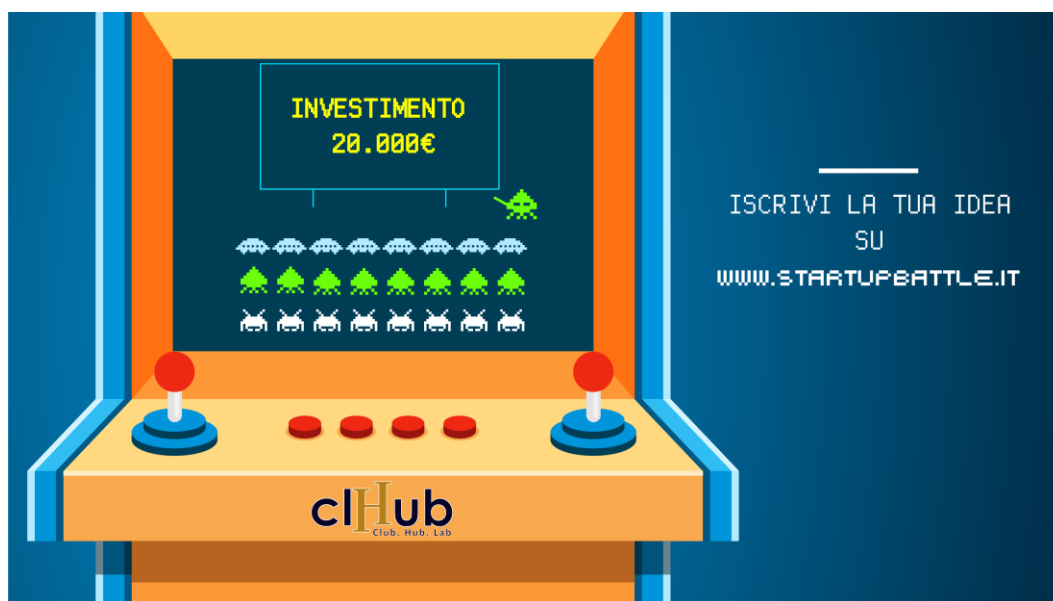 INVESTIMENTO
20.000€
ISCRIVI LA TUA IDEA
SU
WWW.STARTUPBATTLE.IT
clHub
Club. Hub. Lab